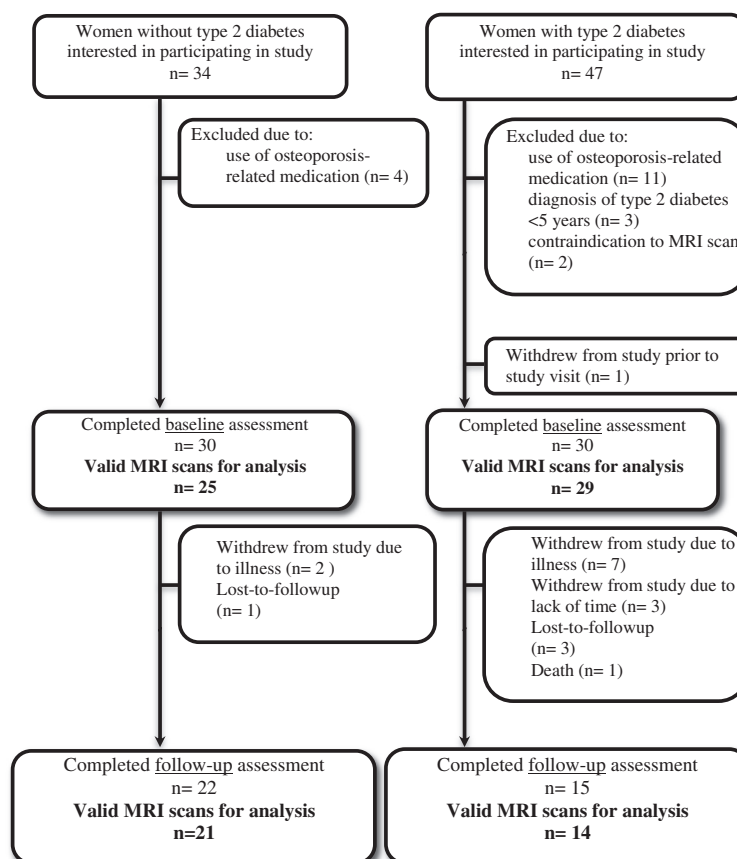 Women without type 2 diabetes
interested in participating in study
n= 34
Women with type 2 diabetes
interested in participating in study
n= 47
Excluded due to:
use of osteoporosis-
related medication (n= 4)
Excluded due to:
use of osteoporosis-related
medication (n= 11)
diagnosis of type 2 diabetes
<5 years (n= 3)
contraindication to MRI scan
(n= 2)
Withdrew from study prior to
study visit (n= 1)
Completed baseline assessment
n= 30
Valid MRI scans for analysis
n= 25
Completed baseline assessment
n= 30
Valid MRI scans for analysis
n= 29
Withdrew from study due
to illness (n= 2 )
Lost-to-followup
(n= 1)
Withdrew from study due to
illness (n= 7)
Withdrew from study due to
lack of time (n= 3)
Lost-to-followup
(n= 3)
Death (n= 1)
Completed follow-up assessment
n= 22
Valid MRI scans for analysis
n=21
Completed follow-up assessment
n= 15
Valid MRI scans for analysis
n= 14